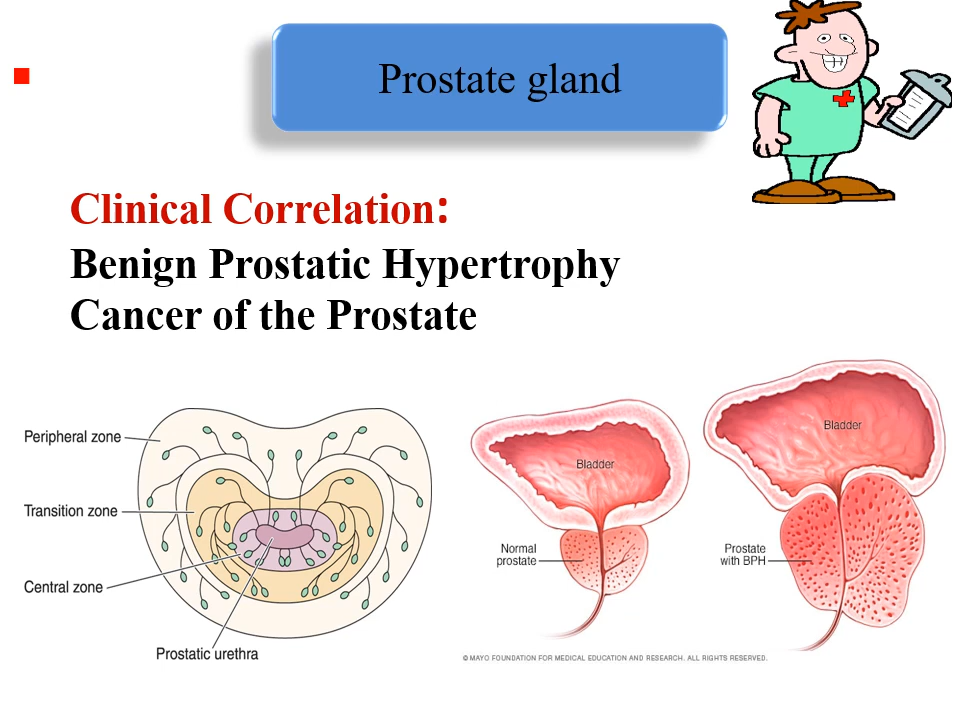 Prostate gland
Clinical Correlation:
Benign Prostatic Hypertrophy
Cancer of the Prostate
Peripheral zone
Transition zone
Central zone
Prostatic urethra
Bladder
Normal
prostate
Bladder
Prostate
with BPH
© MAYO FOUNDATION FOR MEDICAL EDUCATION AND RESEARCH. ALL RIGHTS RESERVED.